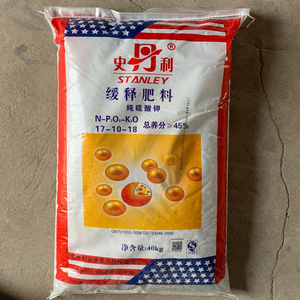 史丹利®
STANLEY
缓释肥料
纯硫酸钾
N-P₂O₅-K₂O
17-10-18 总养分≥45%
净含量:40kg